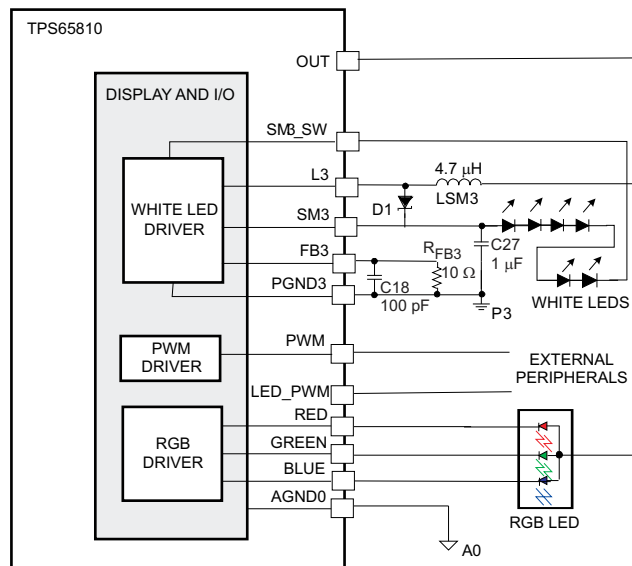 TPS65810
OUT
DISPLAY AND I/O
SM3_SW
L3
4.7 µH
LSM3
D1
WHITE LED
DRIVER
SM3
C27
1 µF
FB3
RFB3
10 Ω
C18
100 pF
PGND3
P3
WHITE LEDS
PWM
DRIVER
PWM
EXTERNAL
PERIPHERALS
LED_PWM
RED
RGB
DRIVER
GREEN
BLUE
AGND0
RGB LED
A0